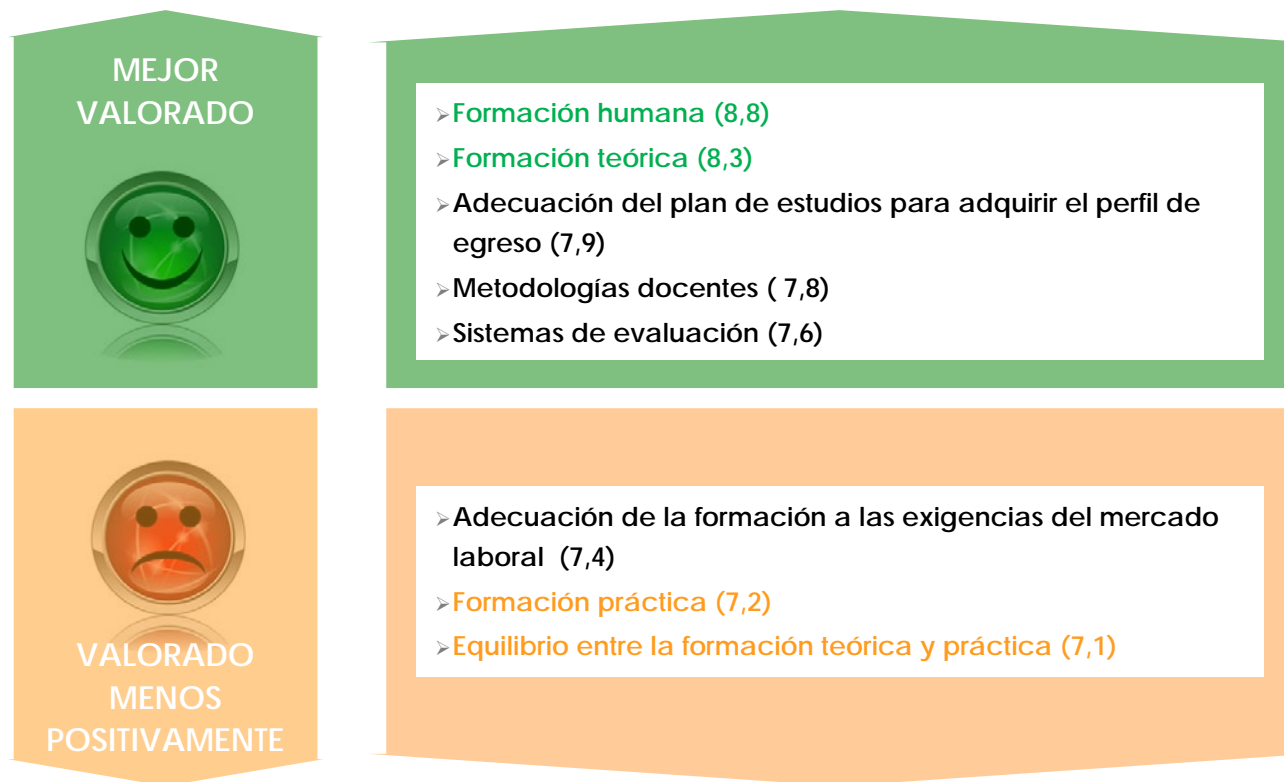 MEJOR
VALORADO
➢Formación humana (8,8)
➢Formación teórica (8,3)
➢Adecuación del plan de estudios para adquirir el perfil de
egreso (7,9)
➢Metodologías docentes ( 7,8)
➢Sistemas de evaluación (7,6)
VALORADO
MENOS
POSITIVAMENTE
➢Adecuación de la formación a las exigencias del mercado
laboral (7,4)
➢Formación práctica (7,2)
➢Equilibrio entre la formación teórica y práctica (7,1)